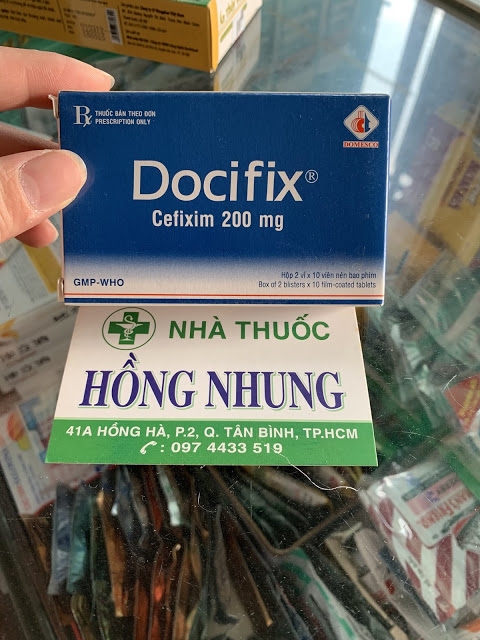 Rx THUỐC BÁN THEO ĐƠN
PRESCRIPTION ONLY
DOMESCO
Docifix®
Cefixim 200 mg
Hộp 2 vỉ x 10 viên nén bao phim
Box of 2 blisters x 10 film-coated tablets
GMP-WHO
NHÀ THUỐC
HỒNG NHUNG
41A HỒNG HÀ, P.2, Q. TÂN BÌNH, TP.HCM
: 097 4433 519